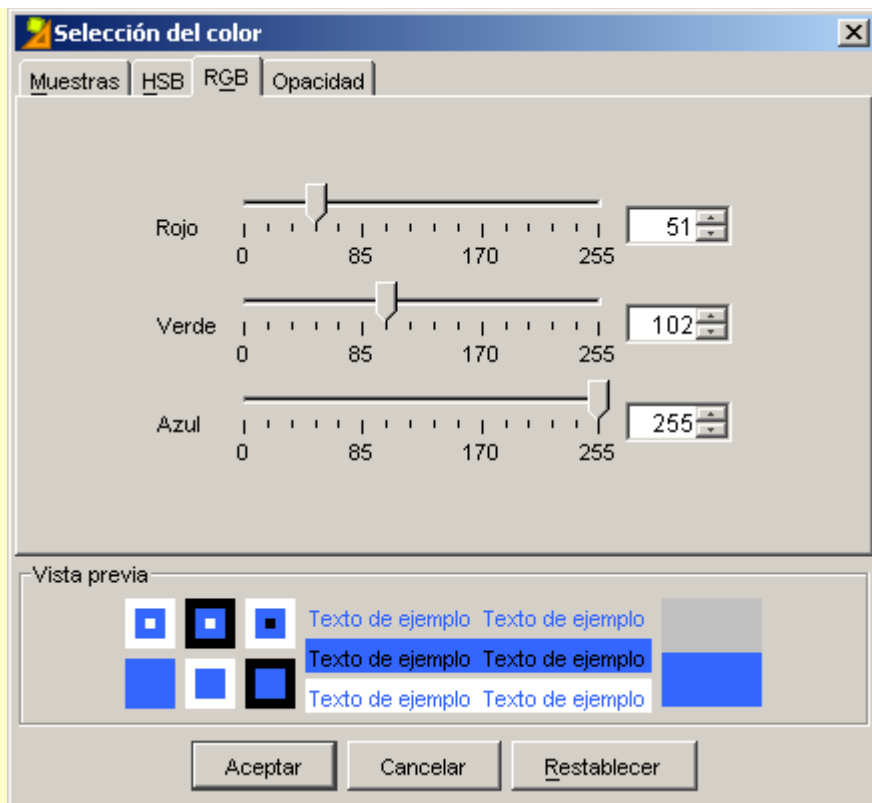 Selección del color
Muestras HSB RGB Opacidad
Rojo 51
0 85 170 255
Verde 102
0 85 170 255
Azul 255
0 85 170 255
Vista previa
Texto de ejemplo Texto de ejemplo
Texto de ejemplo Texto de ejemplo
Texto de ejemplo Texto de ejemplo
Aceptar Cancelar Restablecer